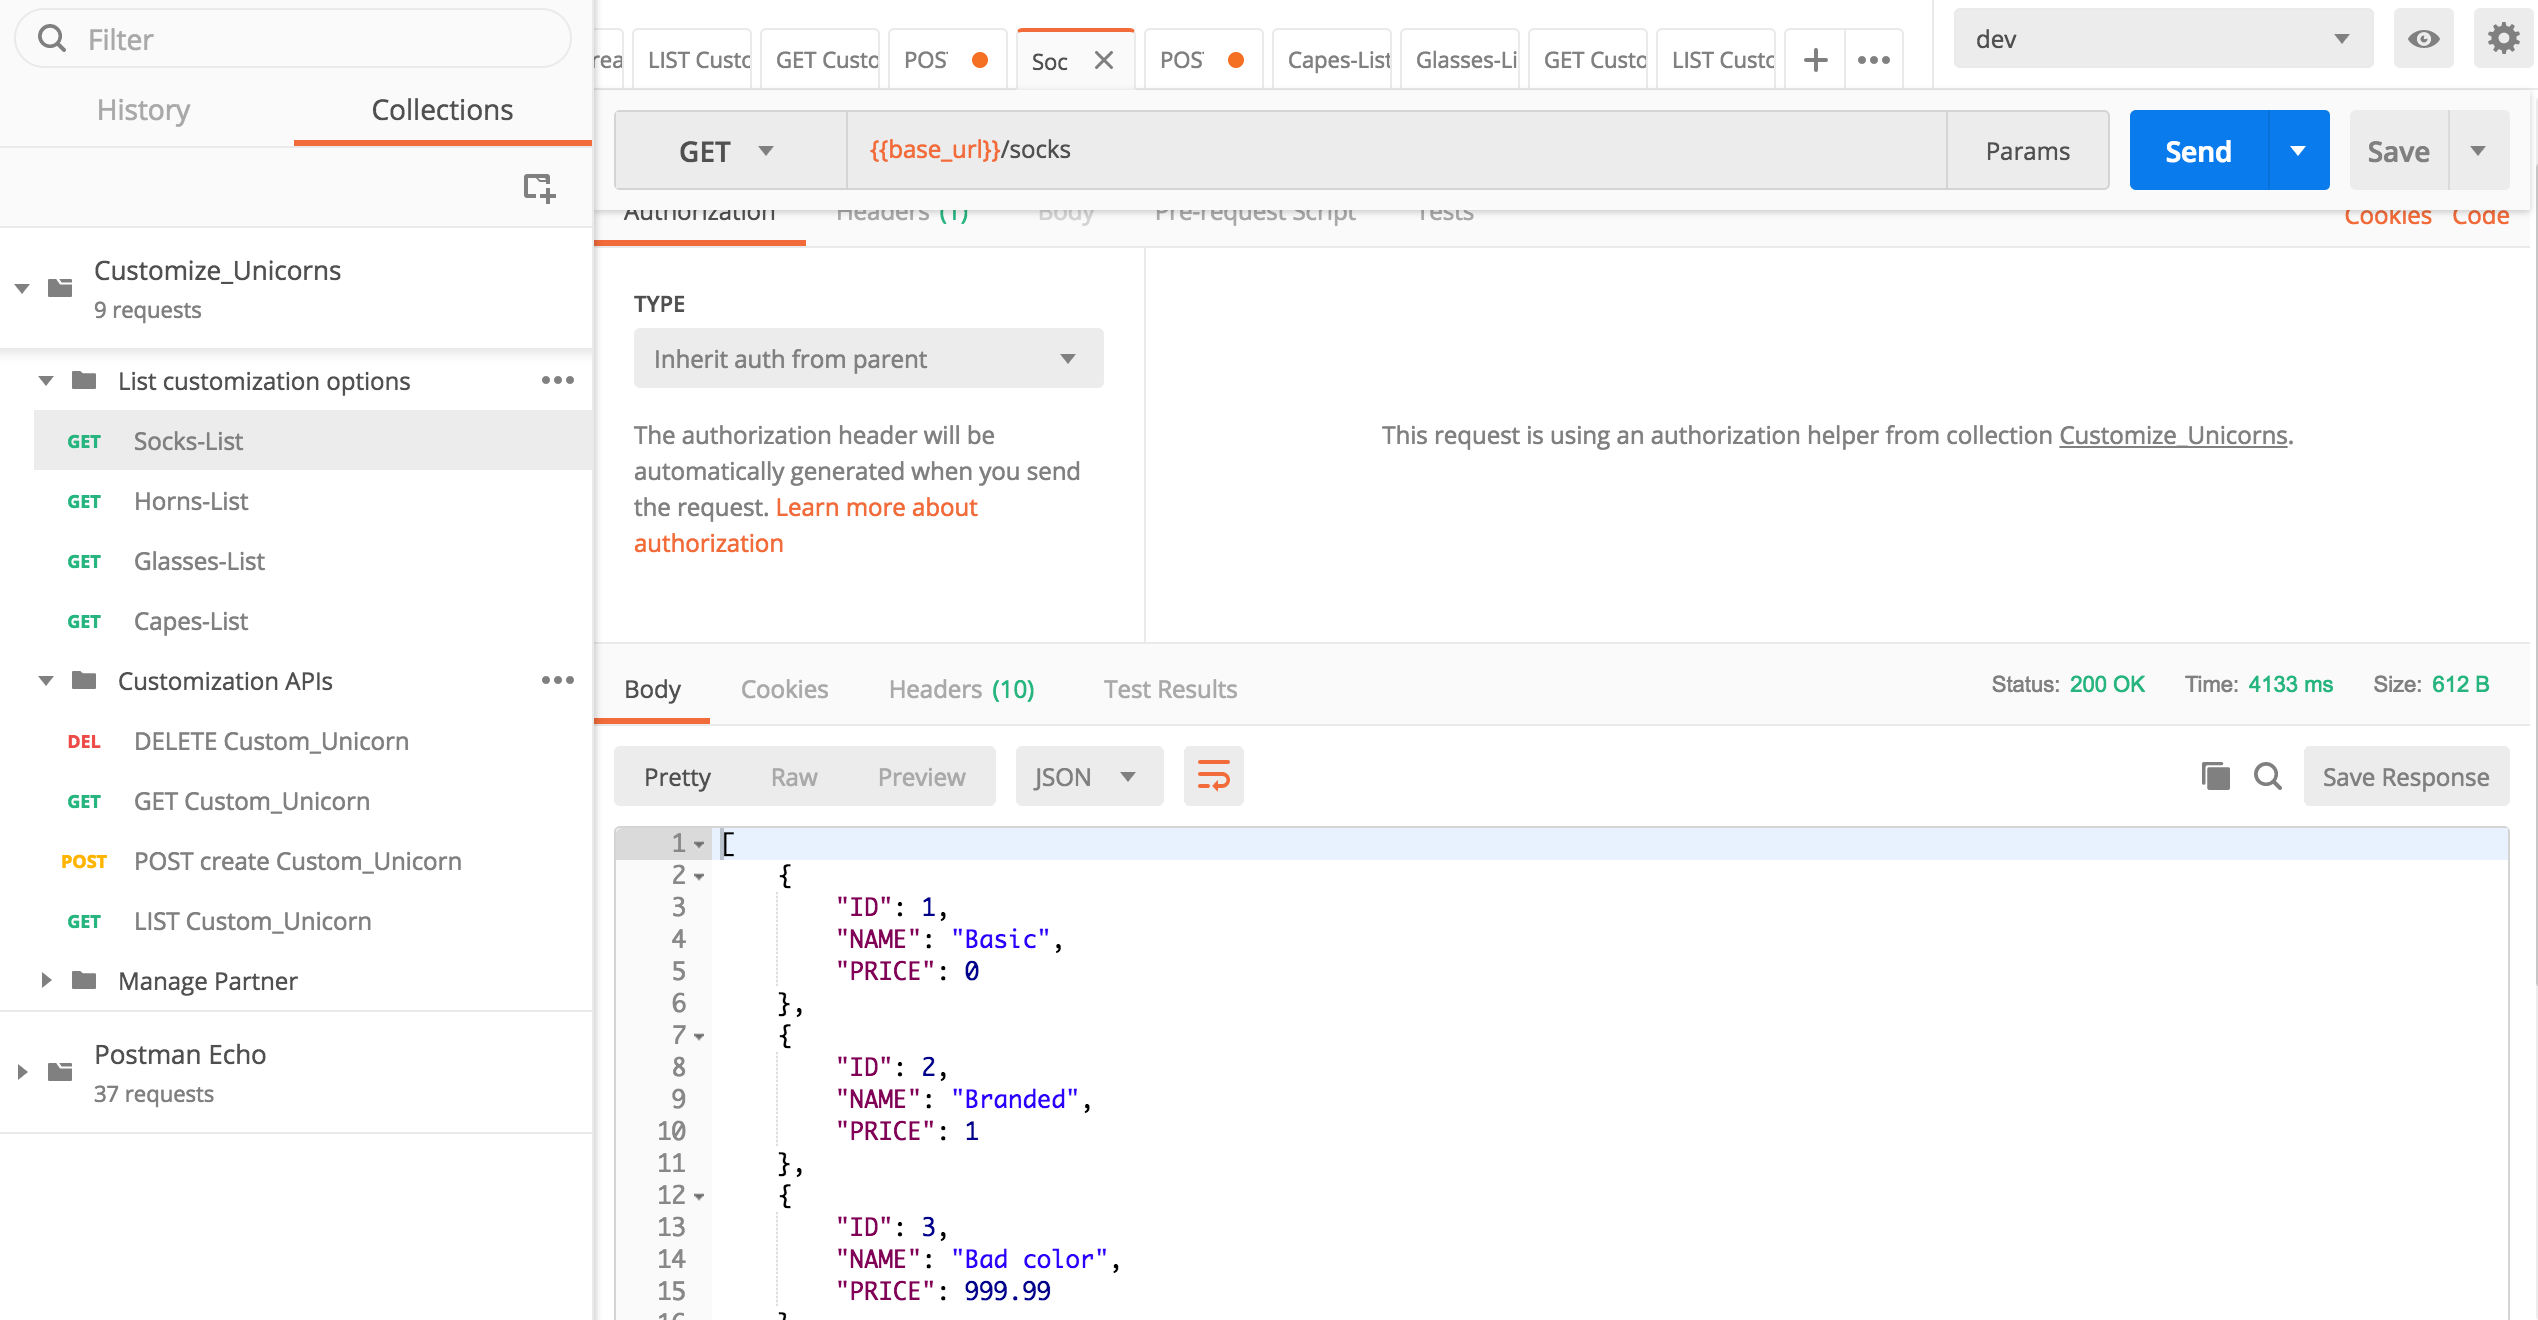 Filter
History
Collections
Customize_Unicorns
9 requests
List customization options
GET Socks-List
GET Horns-List
GET Glasses-List
GET Capes-List
Customization APIs
DEL DELETE Custom_Unicorn
GET GET Custom_Unicorn
POST POST create Custom_Unicorn
GET LIST Custom_Unicorn
Manage Partner
Postman Echo
37 requests
rea LIST Custo GET Custo POS Soc POS Capes-List Glasses-Li GET Custo LIST Custo
dev
GET {{base_url}}/socks Params Send Save
Authorization Headers (1) Body Pre-request Script Tests Cookies Code
TYPE
Inherit auth from parent
The authorization header will be
automatically generated when you send
the request. Learn more about
authorization
This request is using an authorization helper from collection Customize_Unicorns.
Body Cookies Headers (10) Test Results Status: 200 OK Time: 4133 ms Size: 612 B
Pretty Raw Preview JSON Save Response
1 [
2 {
3 "ID": 1,
4 "NAME": "Basic",
5 "PRICE": 0
6 },
7 {
8 "ID": 2,
9 "NAME": "Branded",
10 "PRICE": 1
11 },
12 {
13 "ID": 3,
14 "NAME": "Bad color",
15 "PRICE": 999.99
16 }